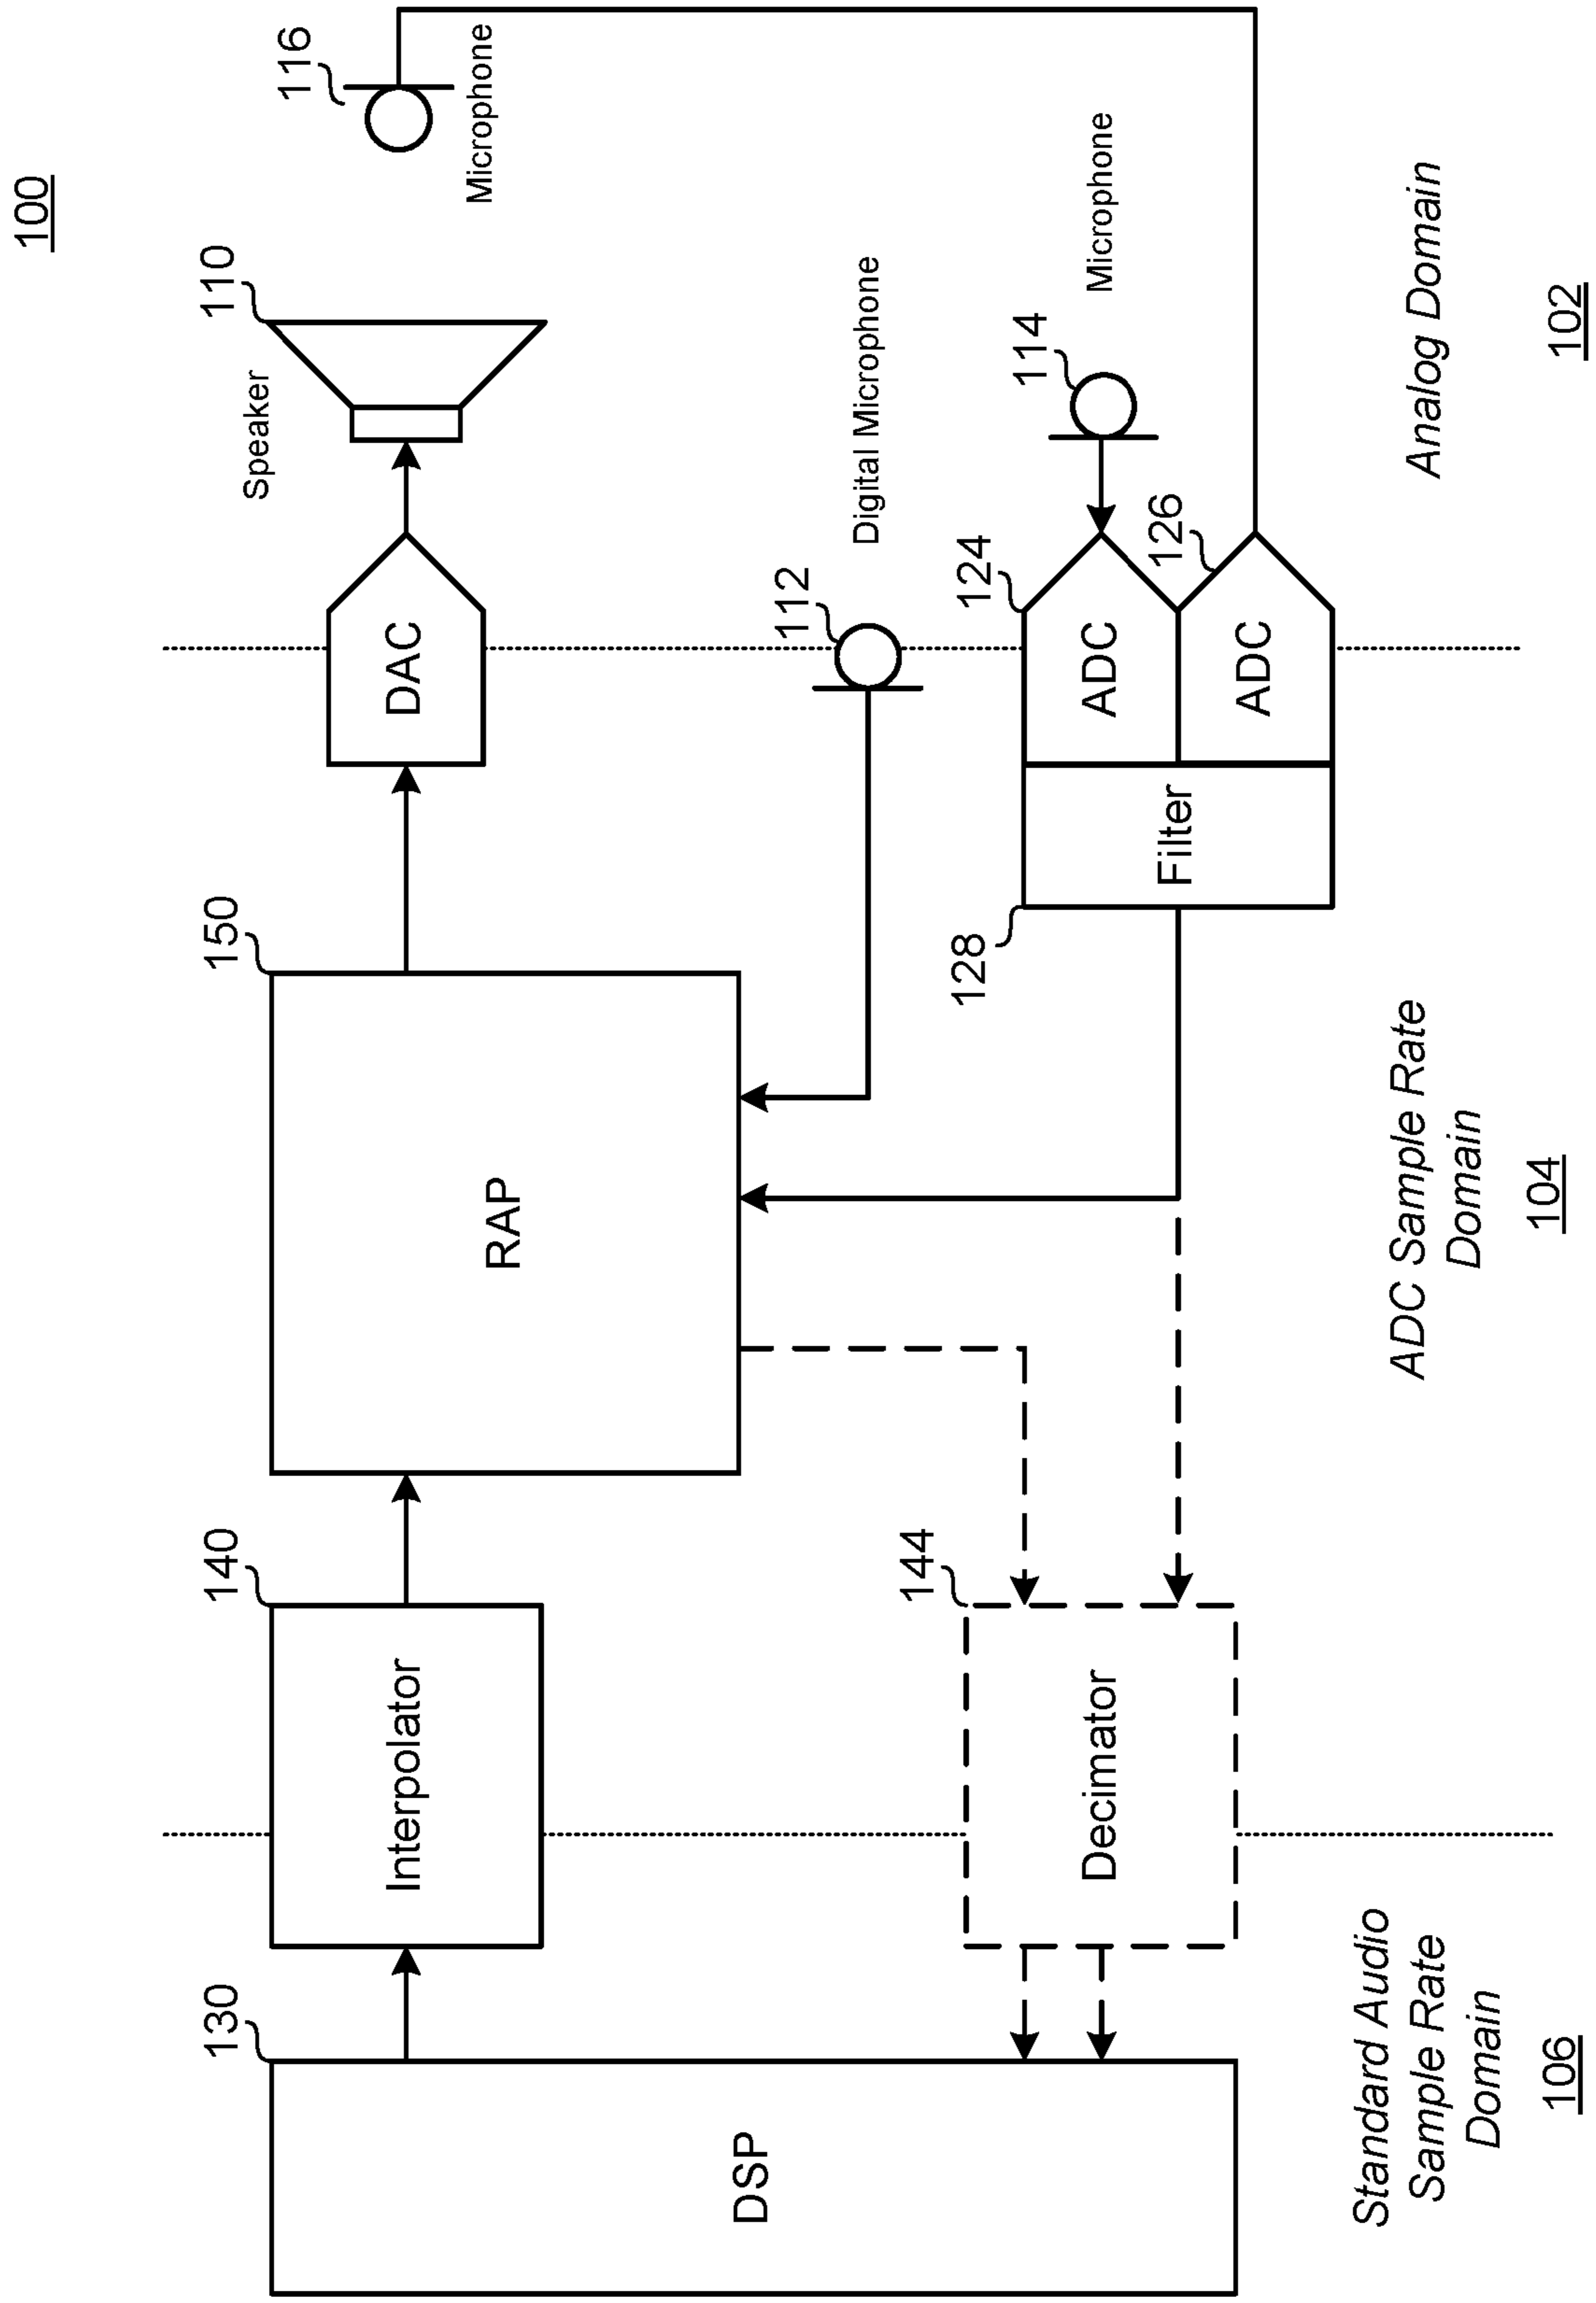 100
130
DSP
140
Interpolator
150
RAP
DAC
Speaker
110
116
Microphone
112
Digital Microphone
144
Decimator
128
Filter
124
ADC
126
ADC
114
Microphone
Standard Audio
Sample Rate
Domain
106
ADC Sample Rate
Domain
104
Analog Domain
102